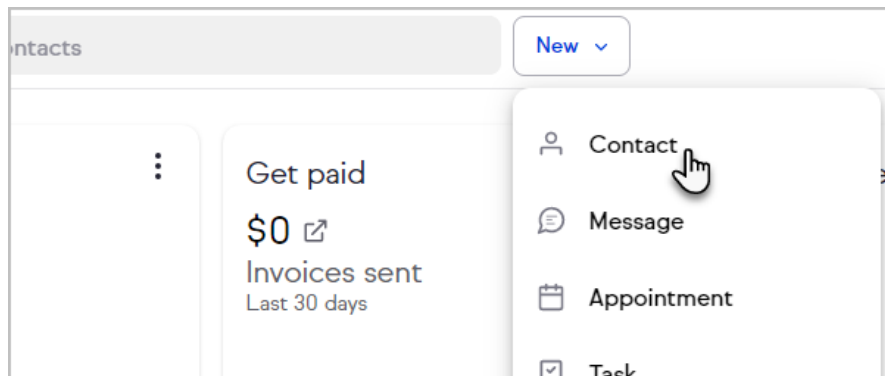 ntacts
New
Contact
Get paid
Message
$0
Invoices sent
Last 30 days
Appointment
Task